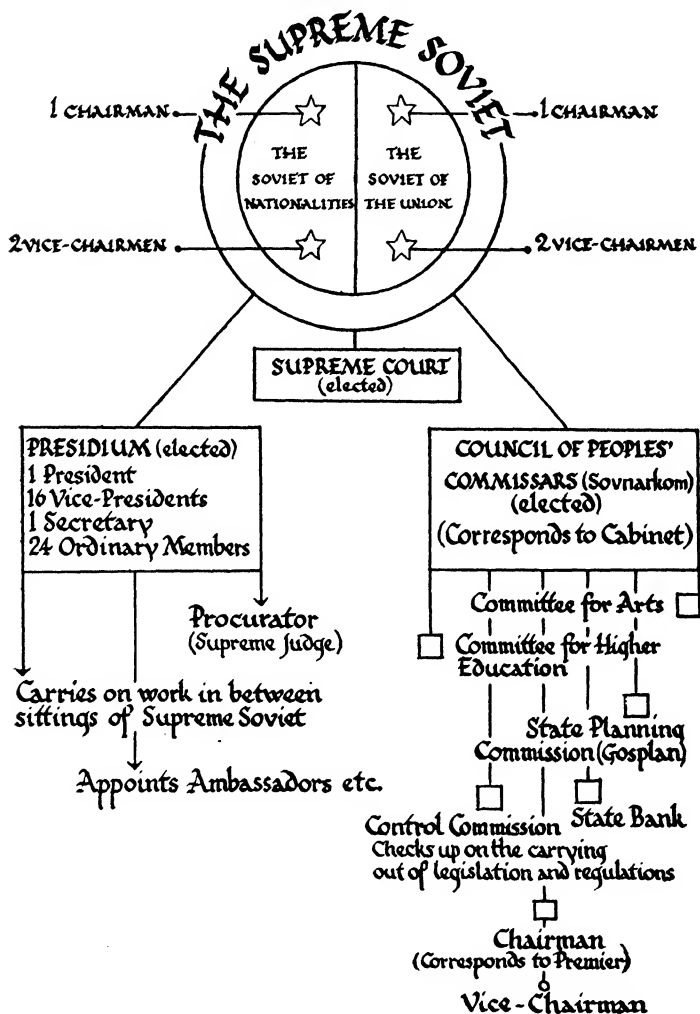 THE SUPREME SOVIET
1 CHAIRMAN
1 CHAIRMAN
THE
SOVIET OF
NATIONALITIES
THE
SOVIET OF
THE UNION
2 VICE-CHAIRMEN
2 VICE-CHAIRMEN
SUPREME COURT
(elected)
PRESIDIUM (elected)
1 President
16 Vice-Presidents
1 Secretary
24 Ordinary Members
Procurator
(Supreme Judge)
Carries on work in between
sittings of Supreme Soviet
Appoints Ambassadors etc.
COUNCIL OF PEOPLES'
COMMISSARS (Sovnarkom)
(elected)
(Corresponds to Cabinet)
Committee for Arts
Committee for Higher
Education
State Planning
Commission (Gosplan)
State Bank
Control Commission
Checks up on the carrying
out of legislation and regulations
Chairman
(Corresponds to Premier)
Vice-Chairman